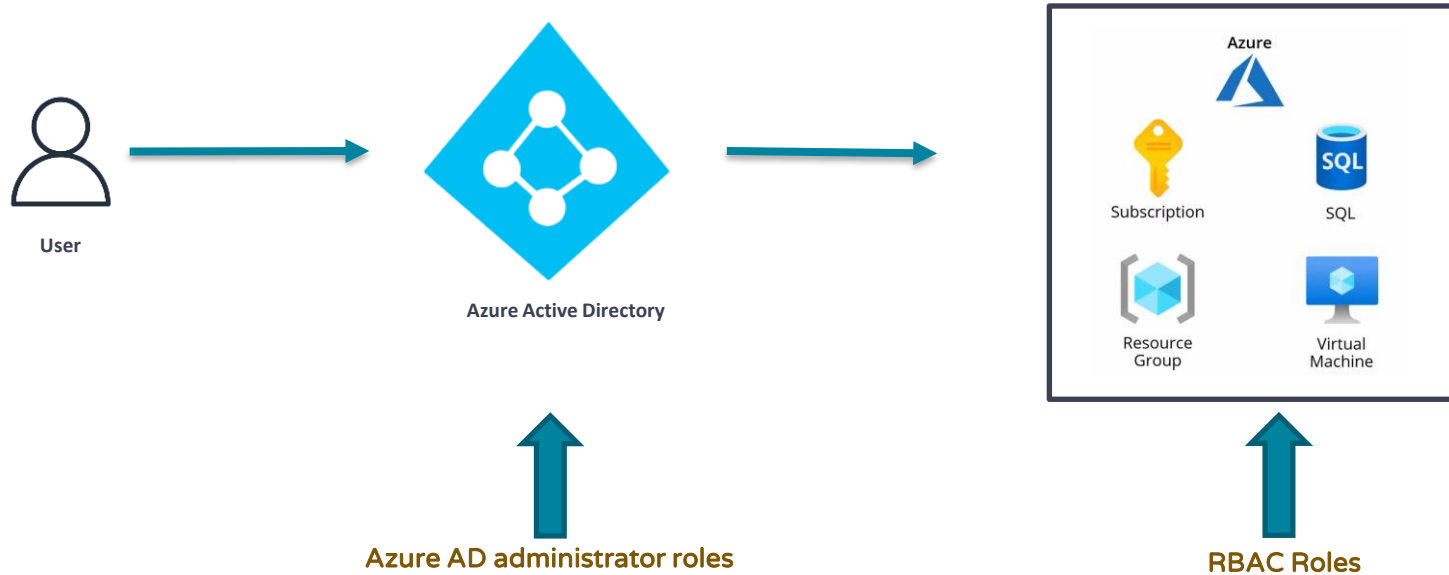 User
Azure Active Directory
Azure
Subscription
SQL
SQL
Resource
Group
Virtual
Machine
Azure AD administrator roles
RBAC Roles